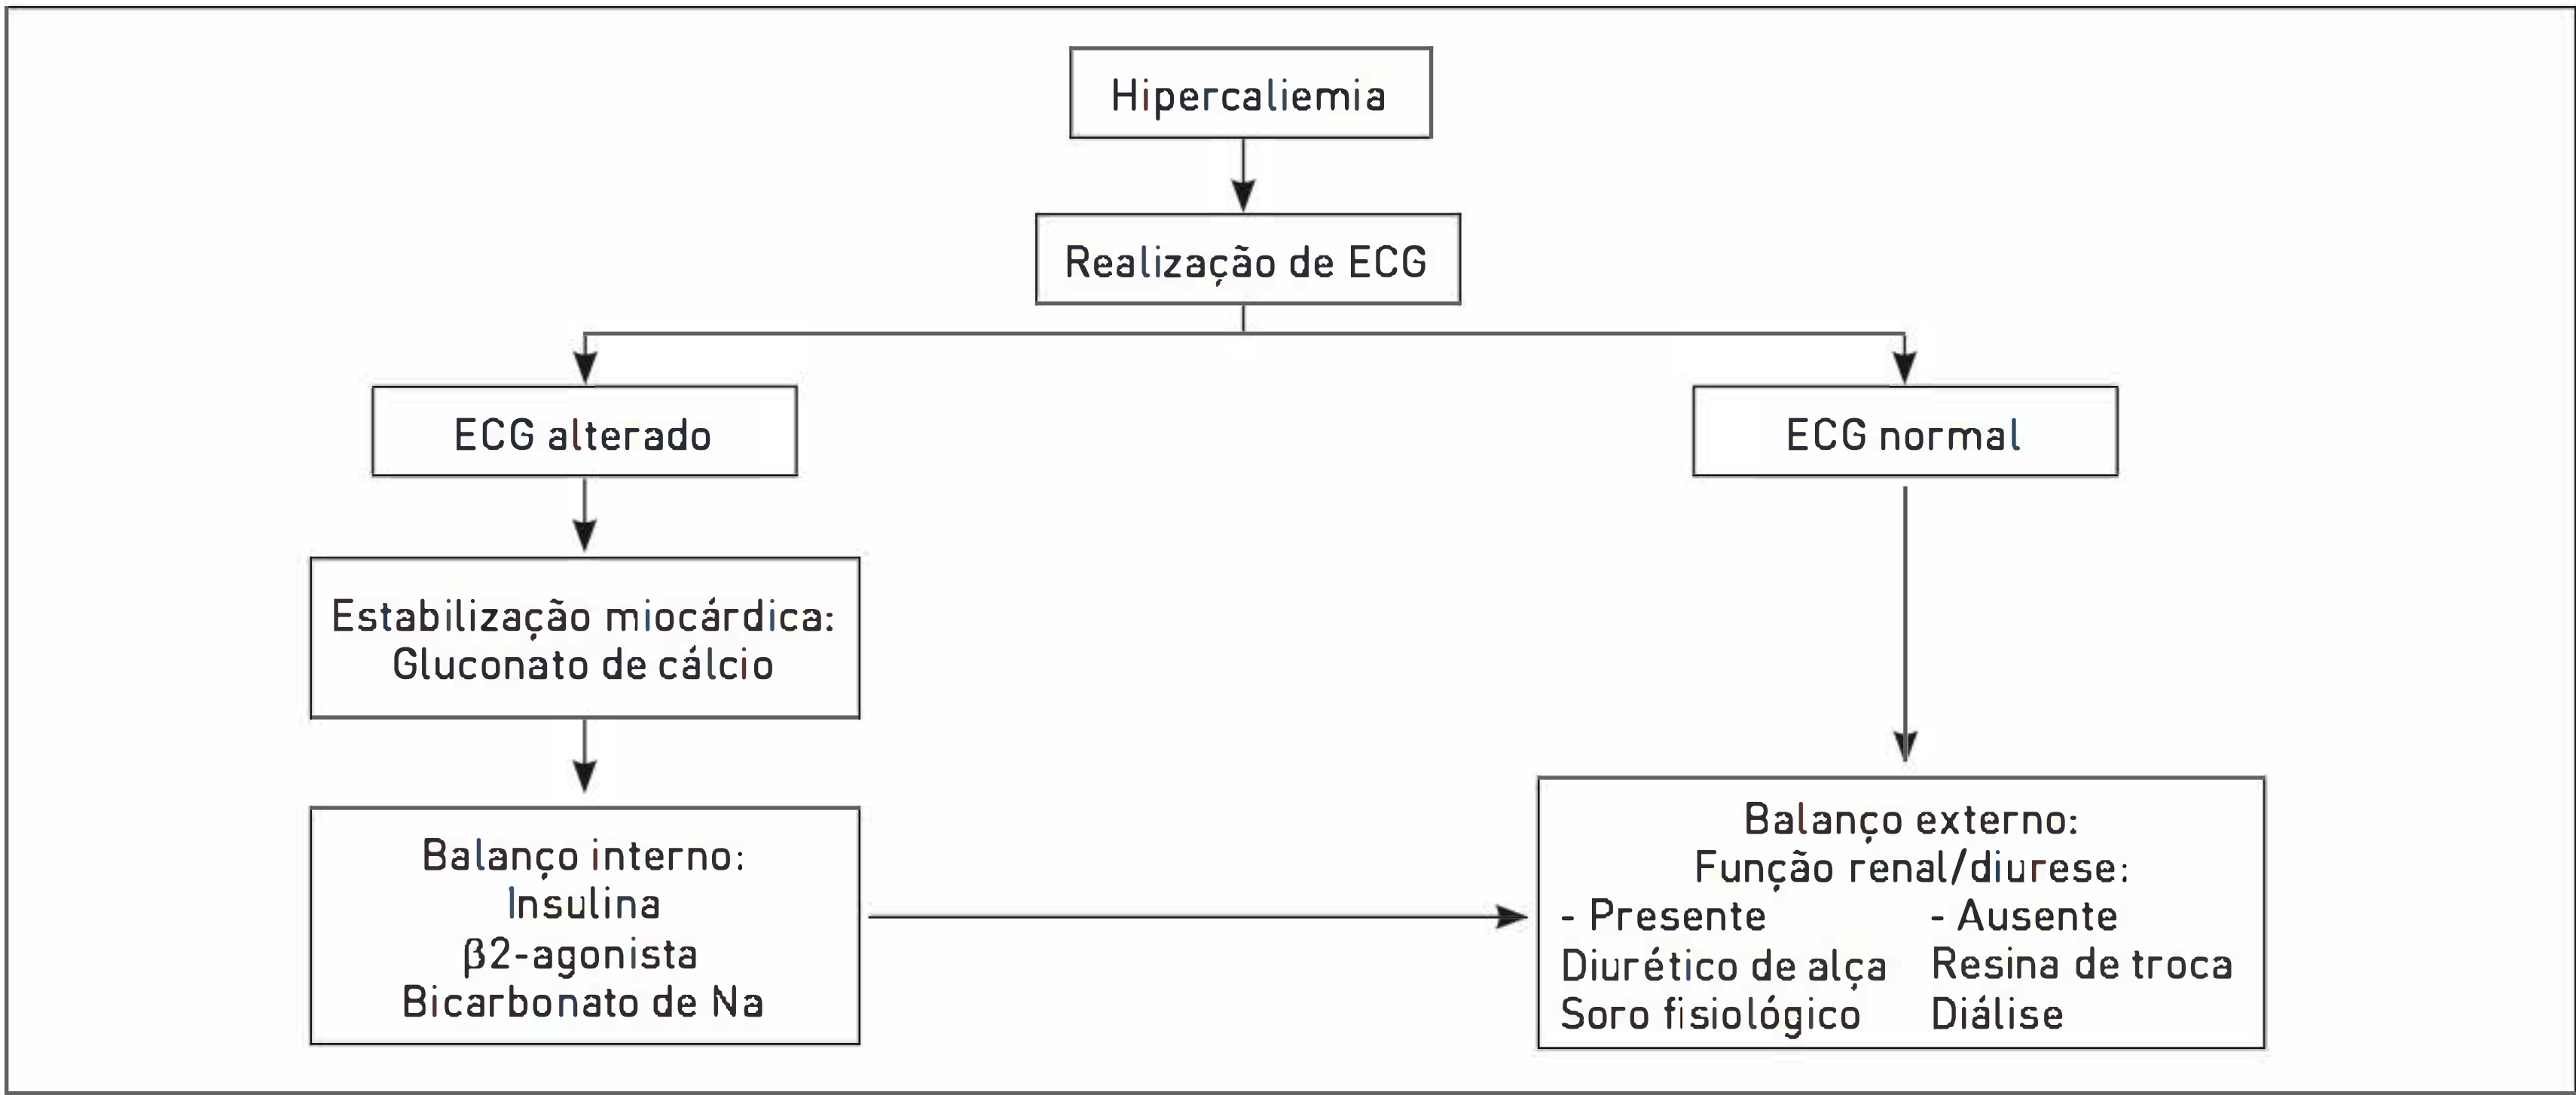 Hipercaliemia
Realização de ECG
ECG alterado
ECG normal
Estabilização miocárdica:
Gluconato de cálcio
Balanço interno:
Insulina
β2-agonista
Bicarbonato de Na
Balanço externo:
Função renal/diurese:
- Presente
Diurético de alça
Soro fisiológico
- Ausente
Resina de troca
Diálise